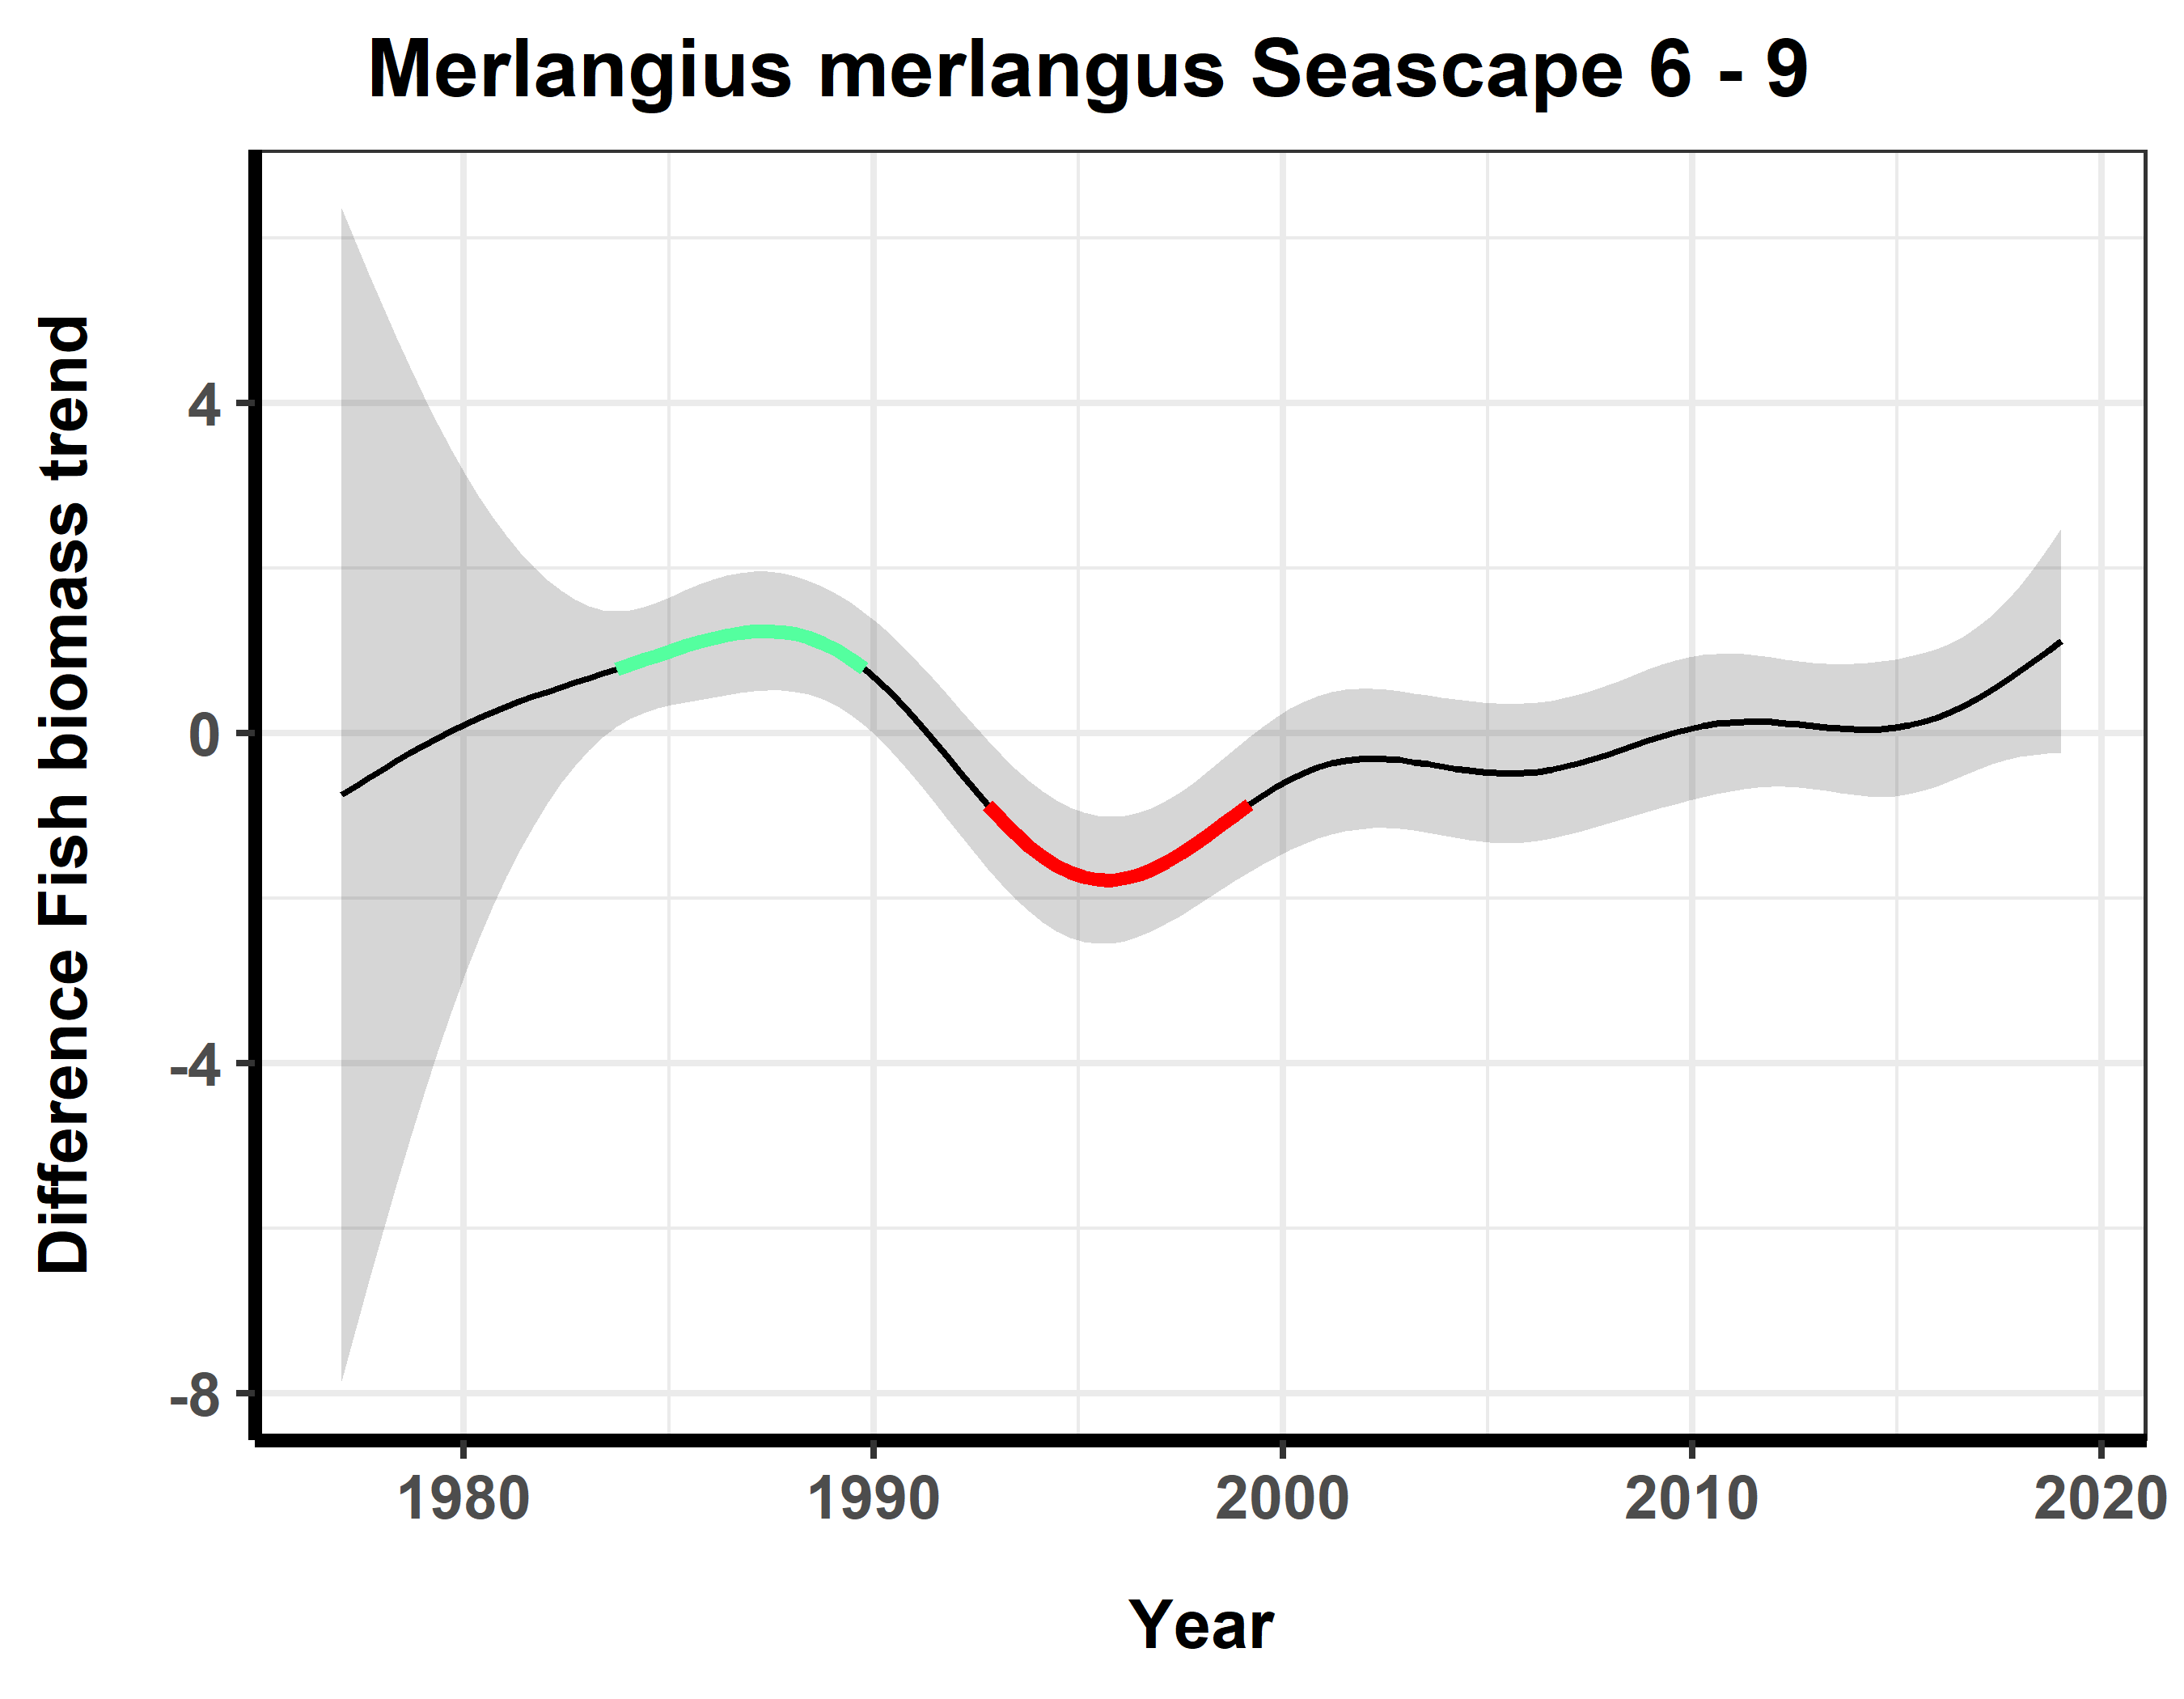 Merlangius merlangus Seascape 6 - 9
Difference Fish biomass trend
4
0
-4
-8
1980 1990 2000 2010 2020
Year